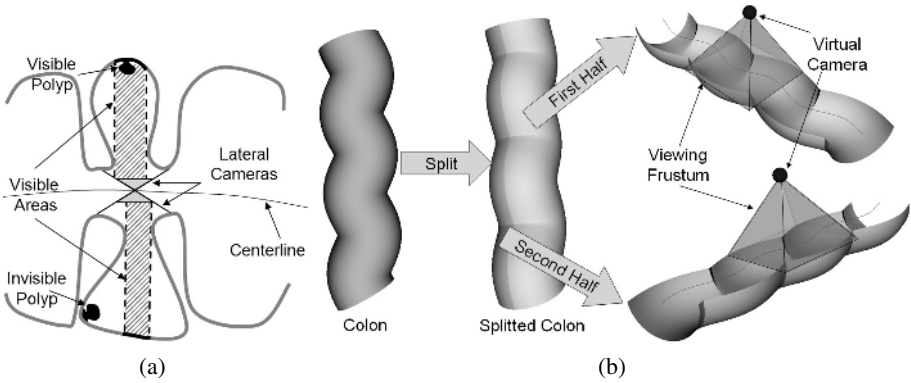 Visible
Polyp
Visible
Areas
Invisible
Polyp
Lateral
Cameras
Centerline
(a)
Colon
Split
Splitted Colon
First Half
Second Half
Virtual
Camera
Viewing
Frustum
(b)